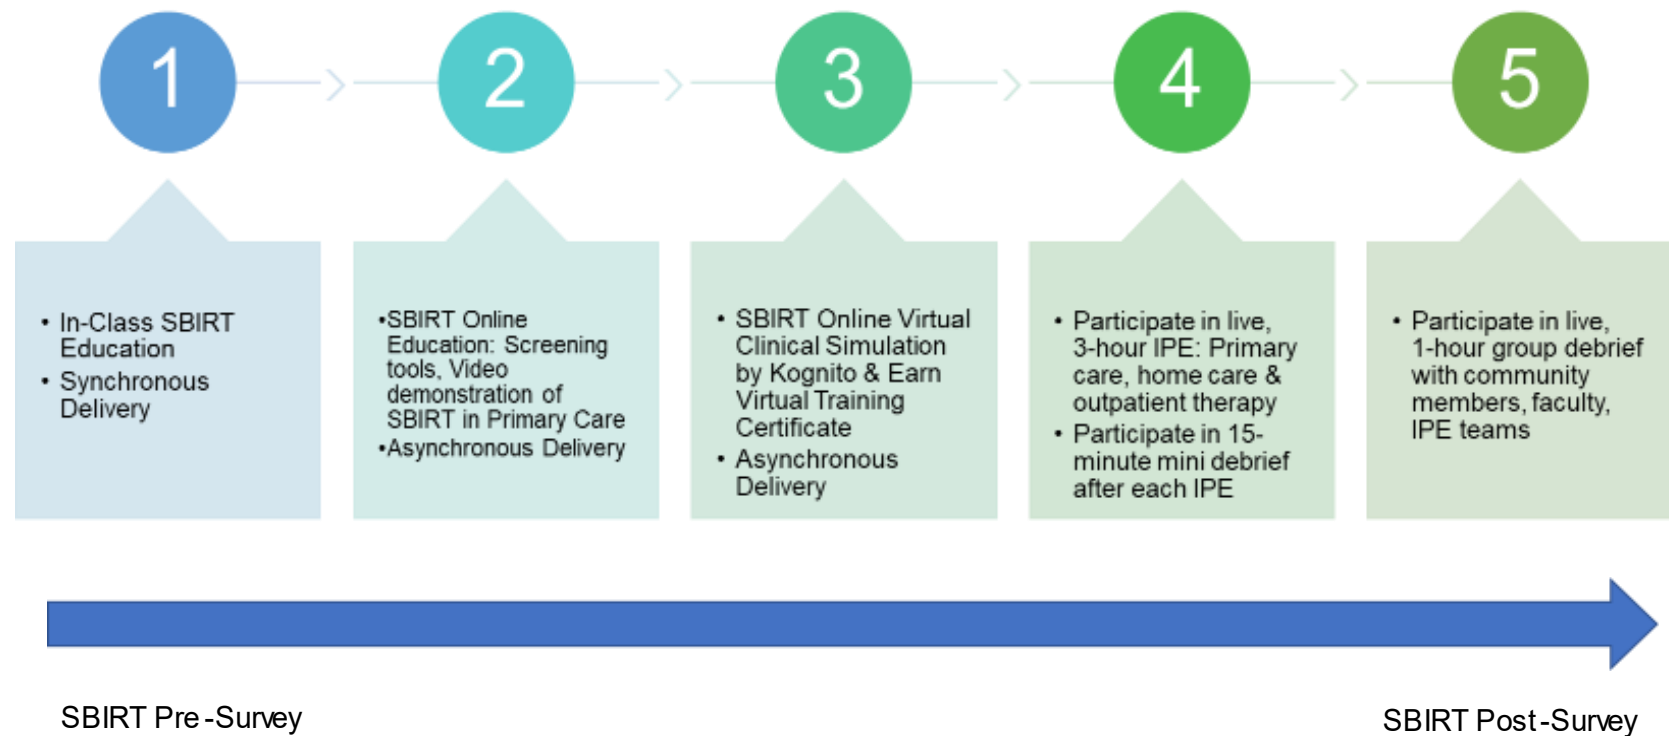 1
2
3
4
5
• In-Class SBIRT
Education
• Synchronous
Delivery
•SBIRT Online
Education: Screening
tools, Video
demonstration of
SBIRT in Primary Care
•Asynchronous Delivery
• SBIRT Online Virtual
Clinical Simulation
by Kognito & Earn
Virtual Training
Certificate
• Asynchronous
Delivery
• Participate in live,
3-hour IPE: Primary
care, home care &
outpatient therapy
• Participate in 15-
minute mini debrief
after each IPE
• Participate in live,
1-hour group debrief
with community
members, faculty,
IPE teams
SBIRT Pre-Survey
SBIRT Post-Survey